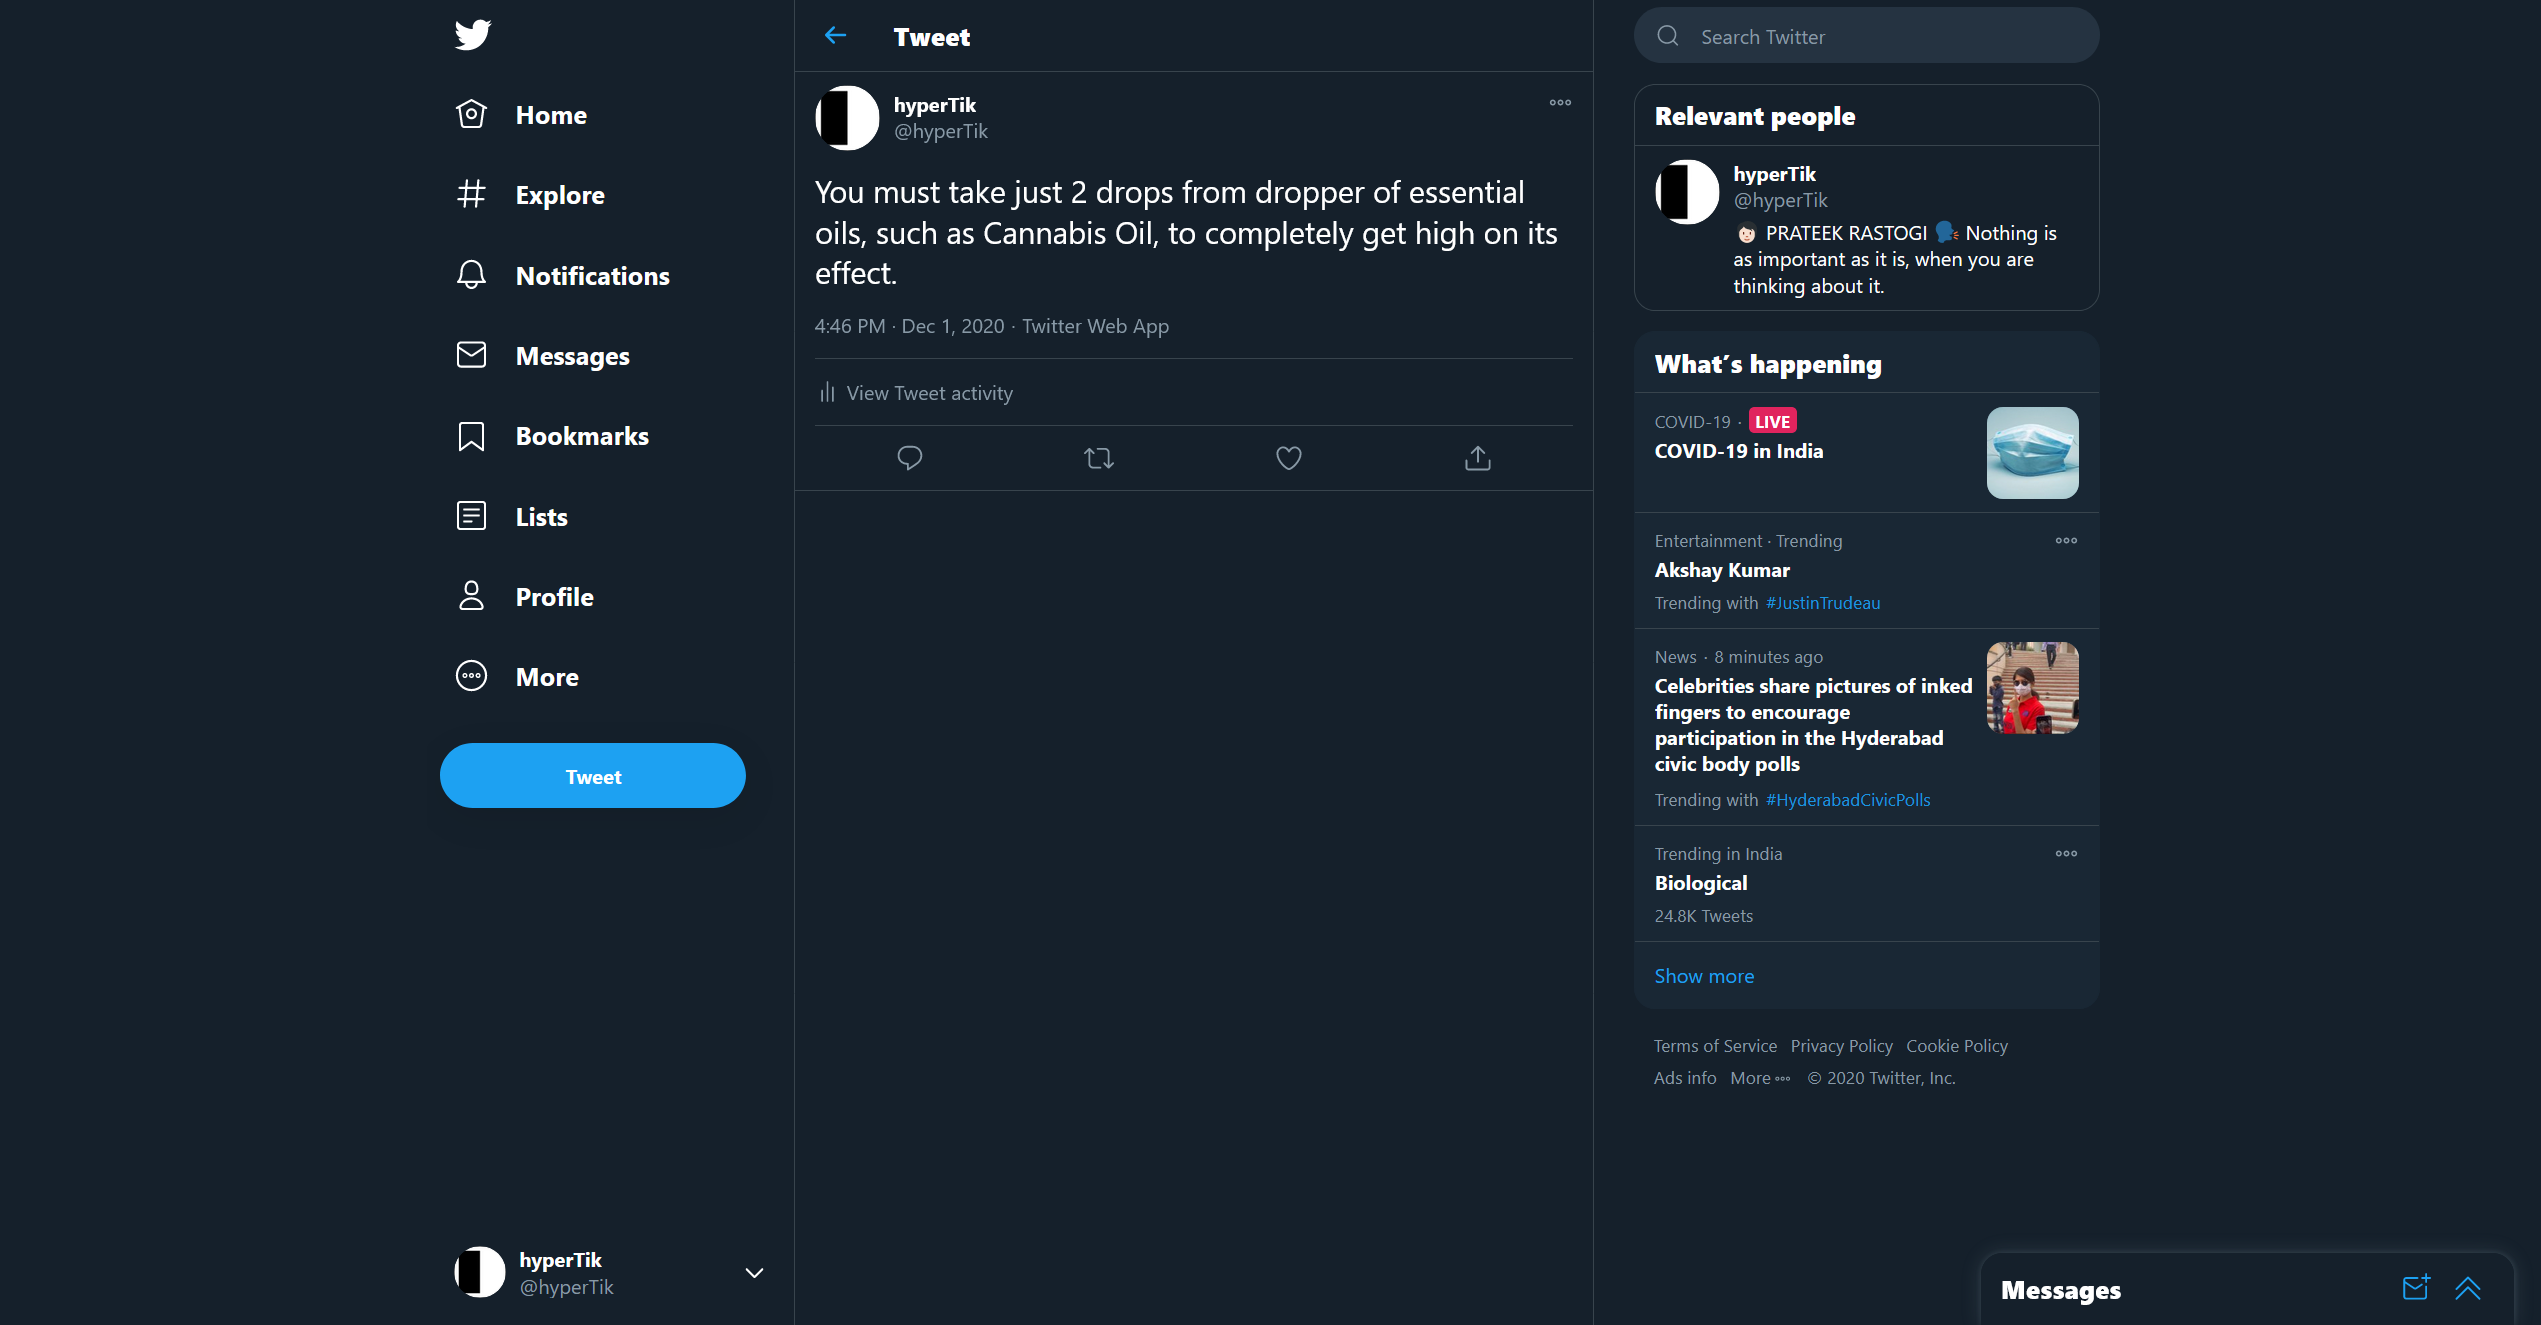 Home
Explore
Notifications
Messages
Bookmarks
Lists
Profile
More
Tweet
hyperTik
@hyperTik
Tweet
hyperTik
@hyperTik
You must take just 2 drops from dropper of essential
oils, such as Cannabis Oil, to completely get high on its
effect.
4:46 PM · Dec 1, 2020 · Twitter Web App
View Tweet activity
Search Twitter
Relevant people
hyperTik
@hyperTik
PRATEEK RASTOGI Nothing is
as important as it is, when you are
thinking about it.
What's happening
COVID-19 · LIVE
COVID-19 in India
Entertainment · Trending
Akshay Kumar
Trending with #JustinTrudeau
News · 8 minutes ago
Celebrities share pictures of inked
fingers to encourage
participation in the Hyderabad
civic body polls
Trending with #HyderabadCivicPolls
Trending in India
Biological
24.8K Tweets
Show more
Terms of Service Privacy Policy Cookie Policy
Ads info More © 2020 Twitter, Inc.
Messages